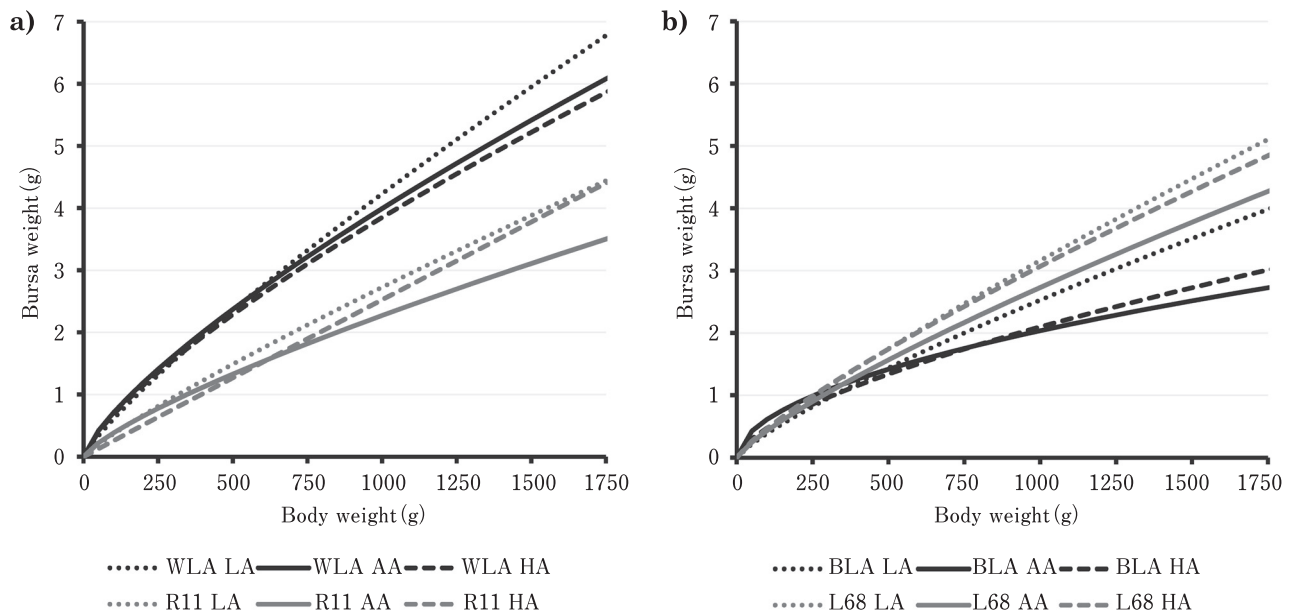 a)
Bursa weight (g)
7
6
5
4
3
2
1
0
0 250 500 750 1000 1250 1500 1750
Body weight (g)
WLA LA WLA AA WLA HA
R11 LA R11 AA R11 HA
b)
Bursa weight (g)
7
6
5
4
3
2
1
0
0 250 500 750 1000 1250 1500 1750
Body weight (g)
BLA LA BLA AA BLA HA
L68 LA L68 AA L68 HA